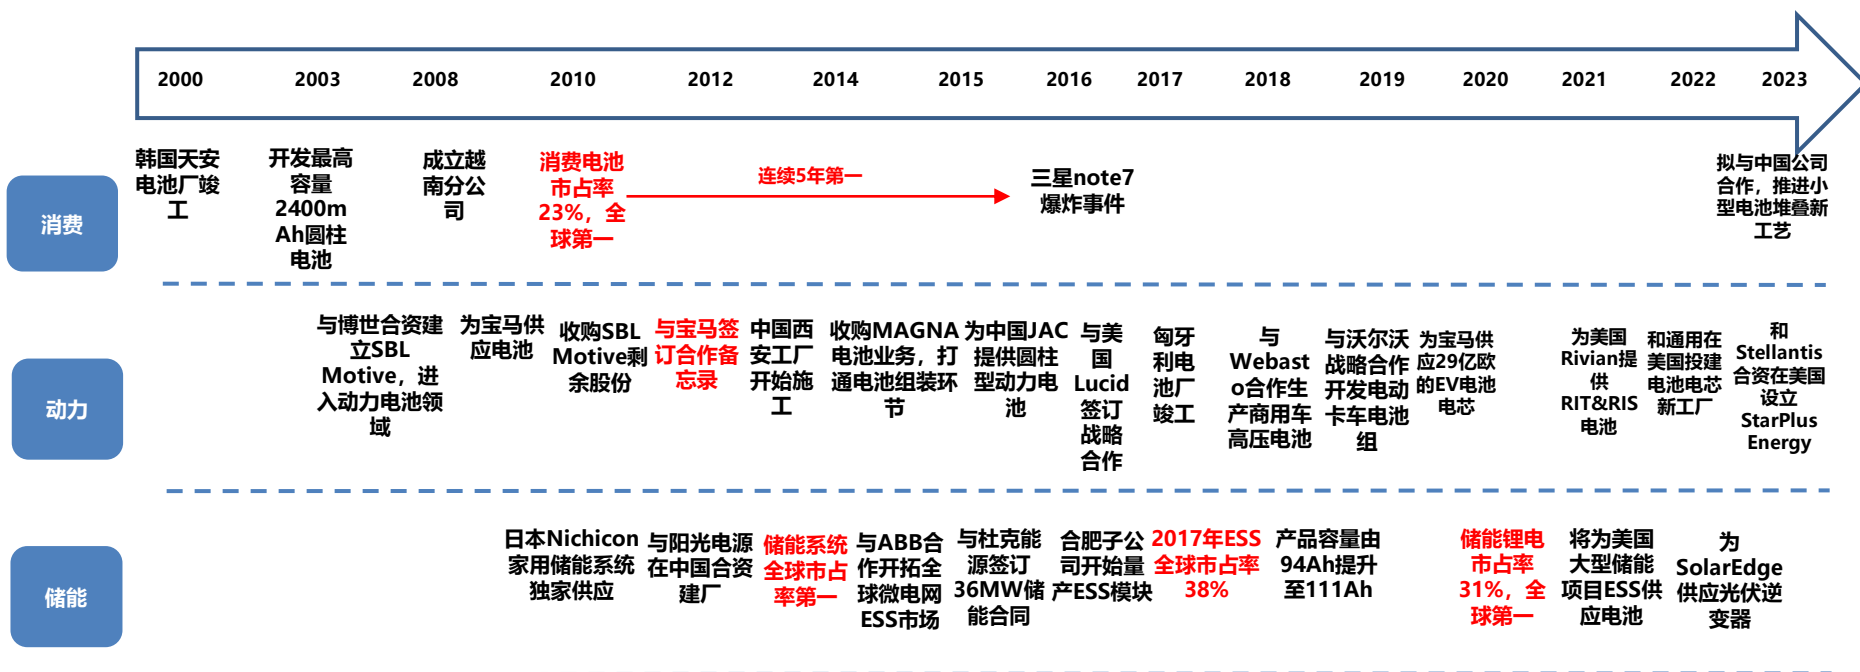 2000
2003
2008
2010
2012
2014
2015
2016
2017
2018
2019
2020
2021
2022
2023
消费
韩国天安
电池厂竣
工
开发最高
容量
2400m
Ah圆柱
电池
成立越
南分公
司
消费电池
市占率
23%，全
球第一
连续5年第一
三星note7
爆炸事件
拟与中国公司
合作，推进小
型电池堆叠新
工艺
动力
与博世合资建
立SBL
Motive，进
入动力电池领
域
为宝马供
应电池
收购SBL
Motive剩
余股份
与宝马签
订合作备
忘录
中国西
安工厂
开始施
工
收购MAGNA
电池业务，打
通电池组装环
节
为中国JAC
提供圆柱
型动力电
池
与美
国
Lucid
签订
战略
合作
匈牙
利电
池厂
竣工
与
Webast
o合作生
产商用车
高压电池
与沃尔沃
战略合作
开发电动
卡车电池
组
为宝马供
应29亿欧
的EV电池
电芯
为美国
Rivian提
供
RIT&RIS
电池
和通用在
美国投建
电池电芯
新工厂
和
Stellantis
合资在美国
设立
StarPlus
Energy
储能
日本Nichicon
家用储能系统
独家供应
与阳光电源
在中国合资
建厂
储能系统
全球市占
率第一
与ABB合
作开拓全
球微电网
ESS市场
与杜克能
源签订
36MW储
能合同
合肥子公
司开始量
产ESS模块
2017年ESS
全球市占率
38%
产品容量由
94Ah提升
至111Ah
储能锂电
市占率
31%，全
球第一
将为美国
大型储能
项目ESS供
应电池
为
SolarEdge
供应光伏逆
变器